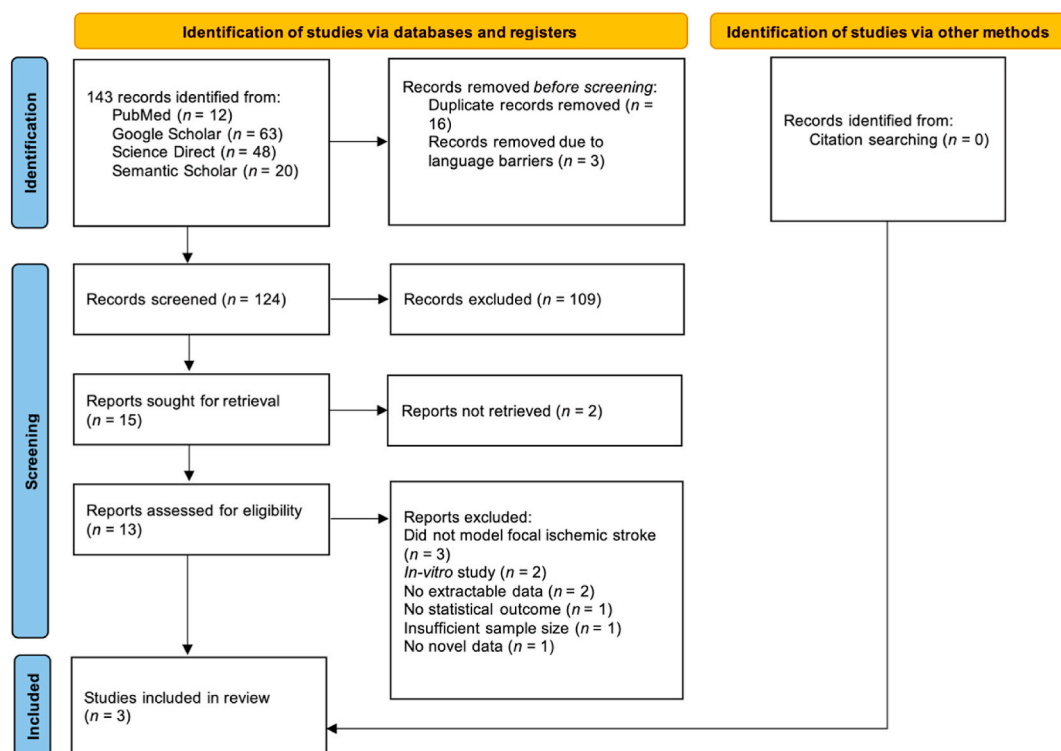 Identification of studies via databases and registers
Identification of studies via other methods
Identification
143 records identified from:
PubMed (n = 12)
Google Scholar (n = 63)
Science Direct (n = 48)
Semantic Scholar (n = 20)
Records removed before screening:
Duplicate records removed (n =
16)
Records removed due to
language barriers (n = 3)
Records identified from:
Citation searching (n = 0)
Screening
Records screened (n = 124)
Records excluded (n = 109)
Reports sought for retrieval
(n = 15)
Reports not retrieved (n = 2)
Reports assessed for eligibility
(n = 13)
Reports excluded:
Did not model focal ischemic stroke
(n = 3)
In-vitro study (n = 2)
No extractable data (n = 2)
No statistical outcome (n = 1)
Insufficient sample size (n = 1)
No novel data (n = 1)
Included
Studies included in review
(n = 3)